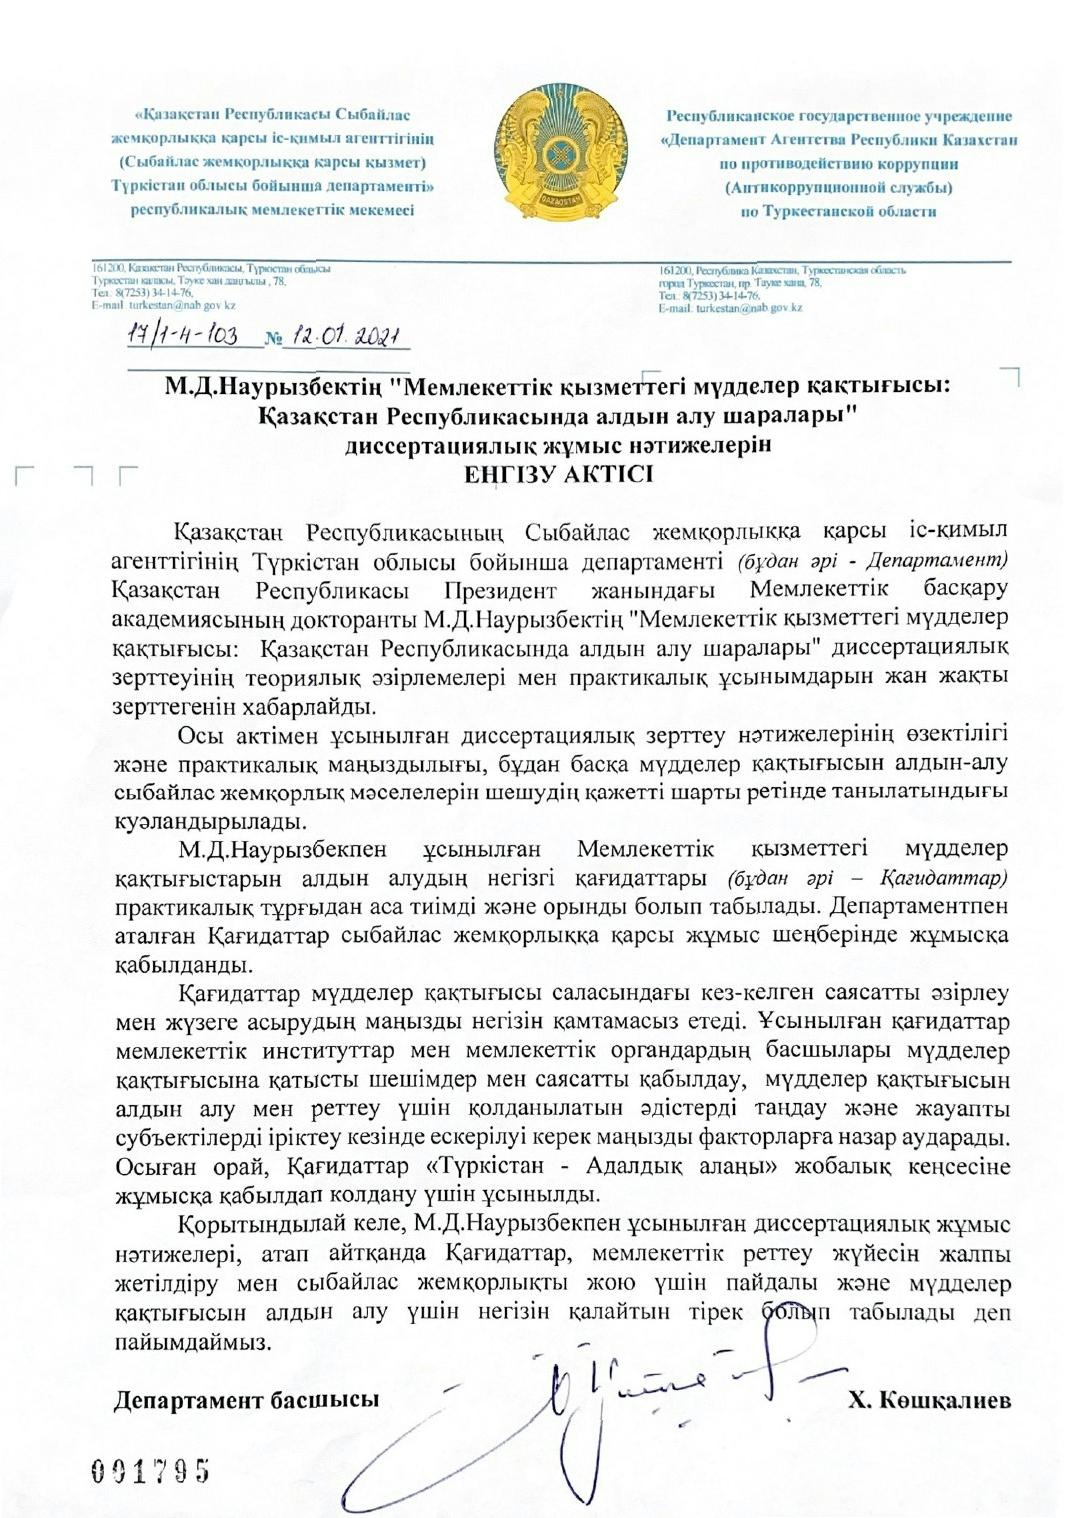 «Қазақстан Республикасы Сыбайлас
жемқорлыққа қарсы іс-қимыл агенттігінің
(Сыбайлас жемқорлыққа қарсы қызмет)
Түркістан облысы бойынша департаменті»
республикалық мемлекеттік мекемесі
QAZAQSTAN
Республиканское государственное учреждение
«Департамент Агентства Республики Казахстан
по противодействию коррупции
(Антикоррупционной службы)
по Туркестанской области
161200, Қазақстан Республикасы, Түркістан облысы
Туркестан қаласы, Тәуке хан даңғылы , 78,
Тел.: 8(7253) 34-14-76,
E-mail: turkestan@nab.gov.kz
161200, Республика Казахстан, Туркестанская область
город Туркестан, пр. Тауке хана, 78,
Тел.: 8(7253) 34-14-76,
E-mail: turkestan@nab.gov.kz
17/1-4-103 № 12.01.2021
М.Д.Наурызбектің "Мемлекеттік қызметтегі мүдделер қақтығысы:
Қазақстан Республикасында алдын алу шаралары"
диссертациялық жұмыс нәтижелерін
ЕНГІЗУ АКТІСІ
Қазақстан Республикасының Сыбайлас жемқорлыққа қарсы іс-қимыл
агенттігінің Түркістан облысы бойынша департаменті (бұдан әрі - Департамент)
Қазақстан Республикасы Президент жанындағы Мемлекеттік басқару
академиясының докторанты М.Д.Наурызбектің "Мемлекеттік қызметтегі мүдделер
қақтығысы: Қазақстан Республикасында алдын алу шаралары" диссертациялық
зерттеуінің теориялық әзірлемелері мен практикалық ұсынымдарын жан жақты
зерттегенін хабарлайды.
Осы актімен ұсынылған диссертациялық зерттеу нәтижелерінің өзектілігі
және практикалық маңыздылығы, бұдан басқа мүдделер қақтығысын алдын-алу
сыбайлас жемқорлық мәселелерін шешудің қажетті шарты ретінде танылатындығы
куәландырылады.
М.Д.Наурызбекпен ұсынылған Мемлекеттік қызметтегі мүдделер
қақтығыстарын алдын алудың негізгі қағидаттары (бұдан әрі – Қағидаттар)
практикалық тұрғыдан аса тиімді және орынды болып табылады. Департаментпен
аталған Қағидаттар сыбайлас жемқорлыққа қарсы жұмыс шеңберінде жұмысқа
қабылданды.
Қағидаттар мүдделер қақтығысы саласындағы кез-келген саясатты әзірлеу
мен жүзеге асырудың маңызды негізін қамтамасыз етеді. Ұсынылған қағидаттар
мемлекеттік институттар мен мемлекеттік органдардың басшылары мүдделер
қақтығысына қатысты шешімдер мен саясатты қабылдау, мүдделер қақтығысын
алдын алу мен реттеу үшін қолданылатын әдістерді таңдау және жауапты
субъектілерді іріктеу кезінде ескерілуі керек маңызды факторларға назар аударады.
Осыған орай, Қағидаттар «Түркістан - Адалдық алаңы» жобалық кеңсесіне
жұмысқа қабылдап колдану үшін ұсынылды.
Қорытындылай келе, М.Д.Наурызбекпен ұсынылған диссертациялық жұмыс
нәтижелері, атап айтқанда Қағидаттар, мемлекеттік реттеу жүйесін жалпы
жетілдіру мен сыбайлас жемқорлықты жою үшін пайдалы және мүдделер
қақтығысын алдын алу үшін негізін қалайтын тірек болып табылады деп
пайымдаймыз.
Департамент басшысы
Х. Көшқалиев
001795